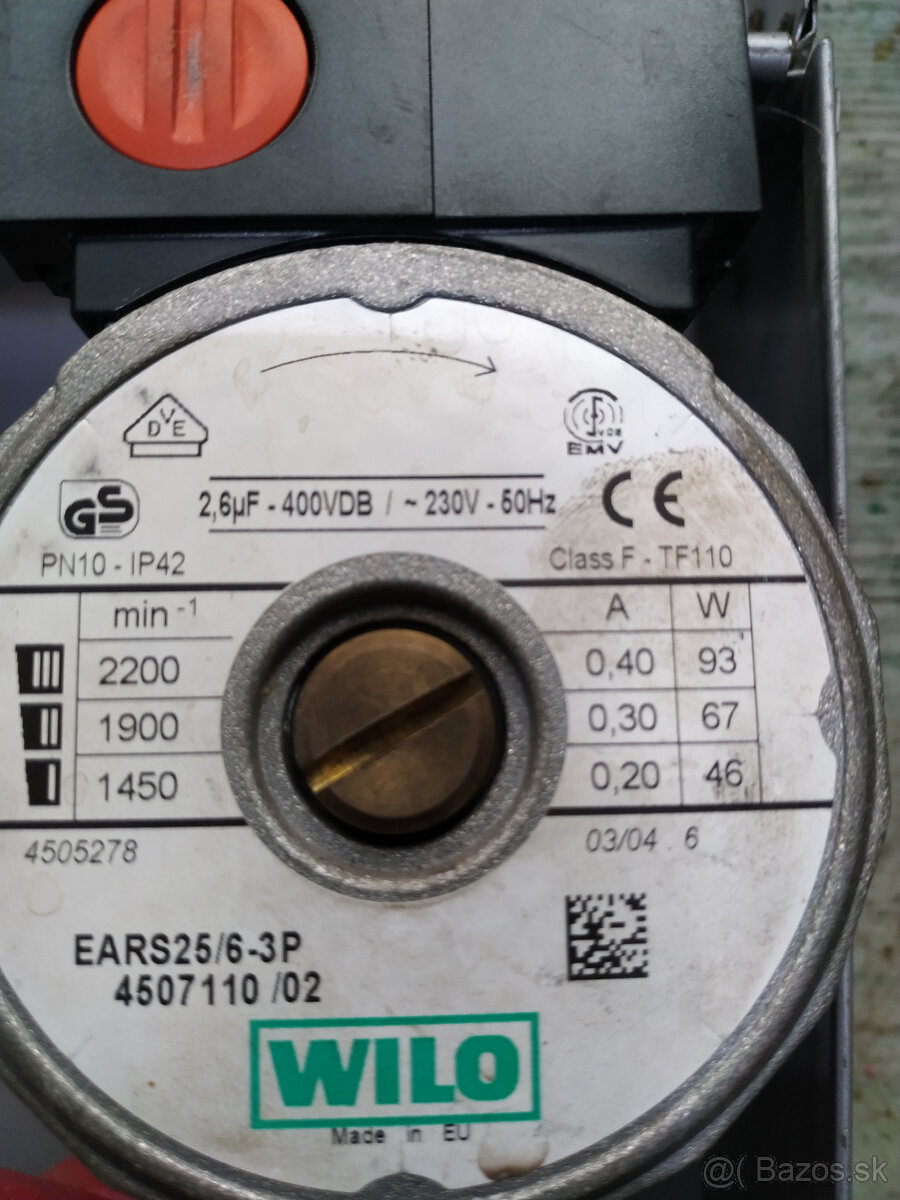 VDE
VDE
EMV
GS
2,6µF - 400VDB / ~ 230V - 50Hz
CE
PN10 - IP42
Class F - TF110
min -1
A
W
2200
0,40
93
1900
0,30
67
1450
0,20
46
4505278
03/04 . 6
EARS25/6-3P
4507110 /02
WILO
Made in EU
@( Bazos.sk